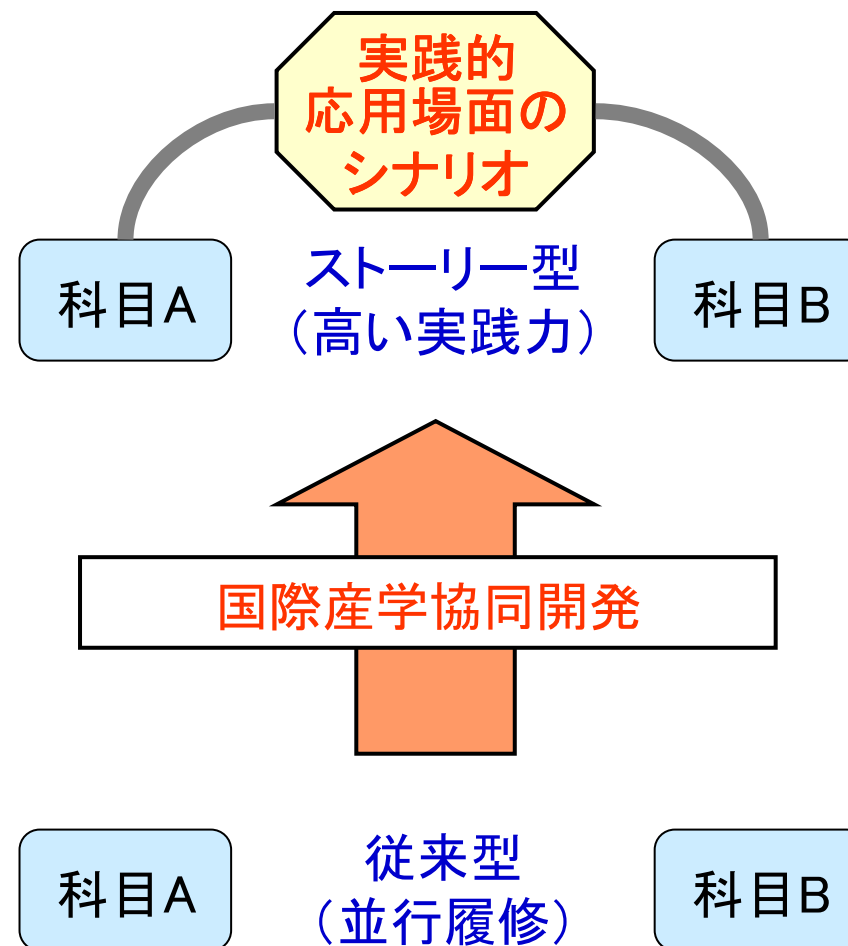 実践的
応用場面の
シナリオ
科目A
ストーリー型
（高い実践力）
科目B
国際産学協同開発
科目A
従来型
（並行履修）
科目B